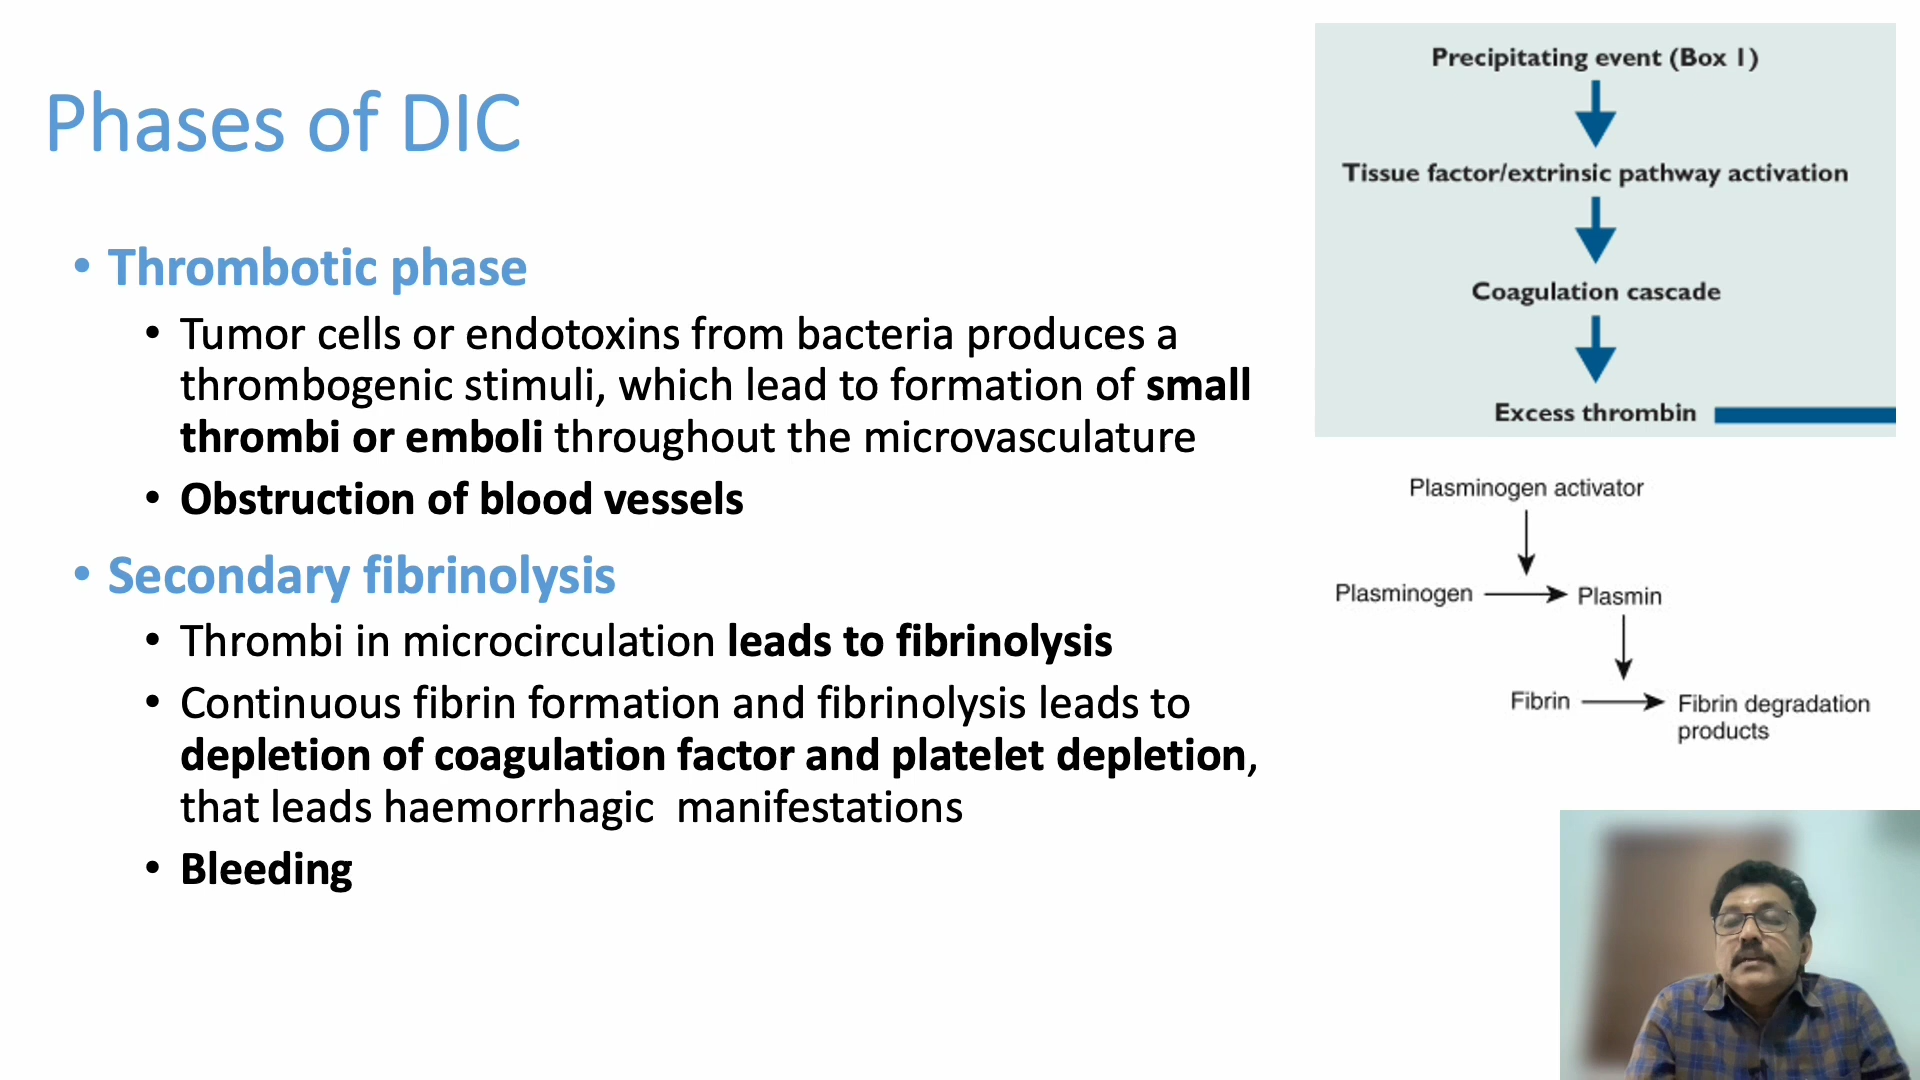 Phases of DIC
• Thrombotic phase
• Tumor cells or endotoxins from bacteria produces a
thrombogenic stimuli, which lead to formation of small
thrombi or emboli throughout the microvasculature
• Obstruction of blood vessels
• Secondary fibrinolysis
• Thrombi in microcirculation leads to fibrinolysis
• Continuous fibrin formation and fibrinolysis leads to
depletion of coagulation factor and platelet depletion,
that leads haemorrhagic  manifestations
• Bleeding
Precipitating event (Box 1)
Tissue factor/extrinsic pathway activation
Coagulation cascade
Excess thrombin
Plasminogen activator
Plasminogen
Plasmin
Fibrin
Fibrin degradation
products